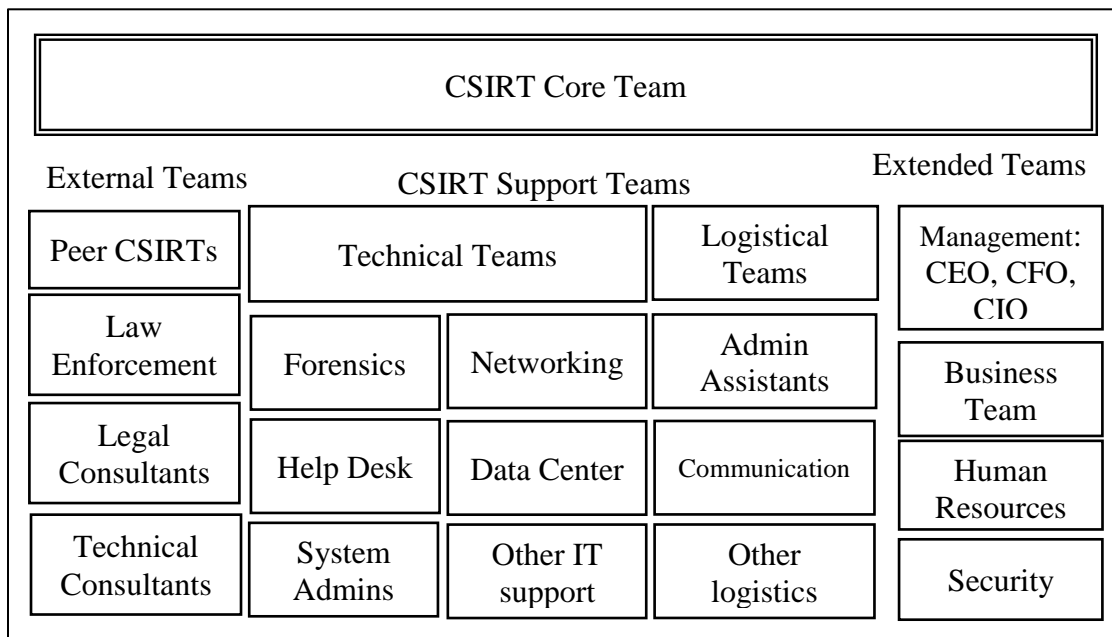 CSIRT Core Team
External Teams
CSIRT Support Teams
Extended Teams
Peer CSIRTs
Law
Enforcement
Legal
Consultants
Technical
Consultants
Technical Teams
Forensics
Networking
Help Desk
Data Center
System
Admins
Other IT
support
Logistical
Teams
Admin
Assistants
Communication
Other
logistics
Management:
CEO, CFO,
CIO
Business
Team
Human
Resources
Security